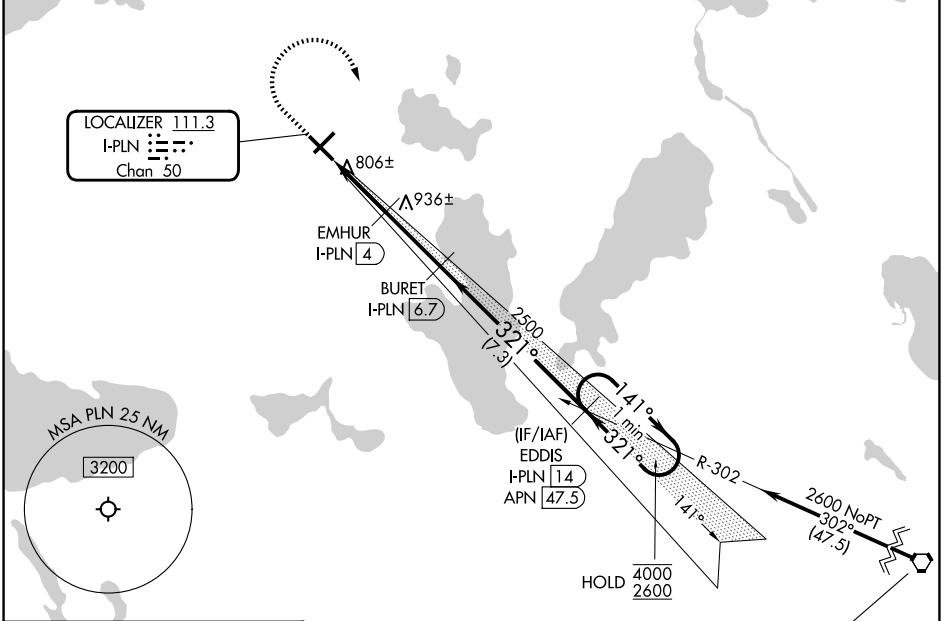 LOCALIZER 111.3
I-PLN
Chan 50
806±
936±
EMHUR
I-PLN 4
BURET
I-PLN 6.7
2500
321°
(7.3)
141°
1 min
321°
(IF/IAF)
EDDIS
I-PLN 14
APN 47.5
R-302
2600 NoPT
302°
(47.5)
141°
HOLD 4000
2600
MSA PLN 25 NM
3200